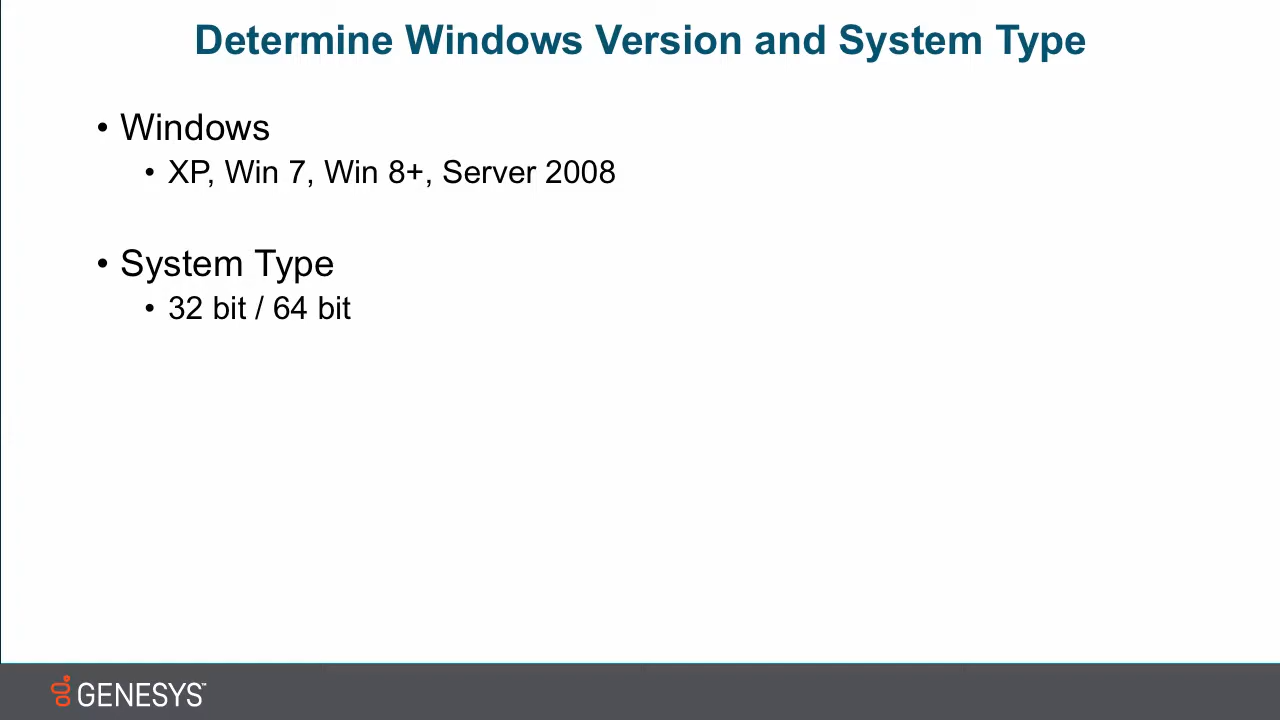 Determine Windows Version and System Type
• Windows
• XP, Win 7, Win 8+, Server 2008
• System Type
• 32 bit / 64 bit
GENESYS™